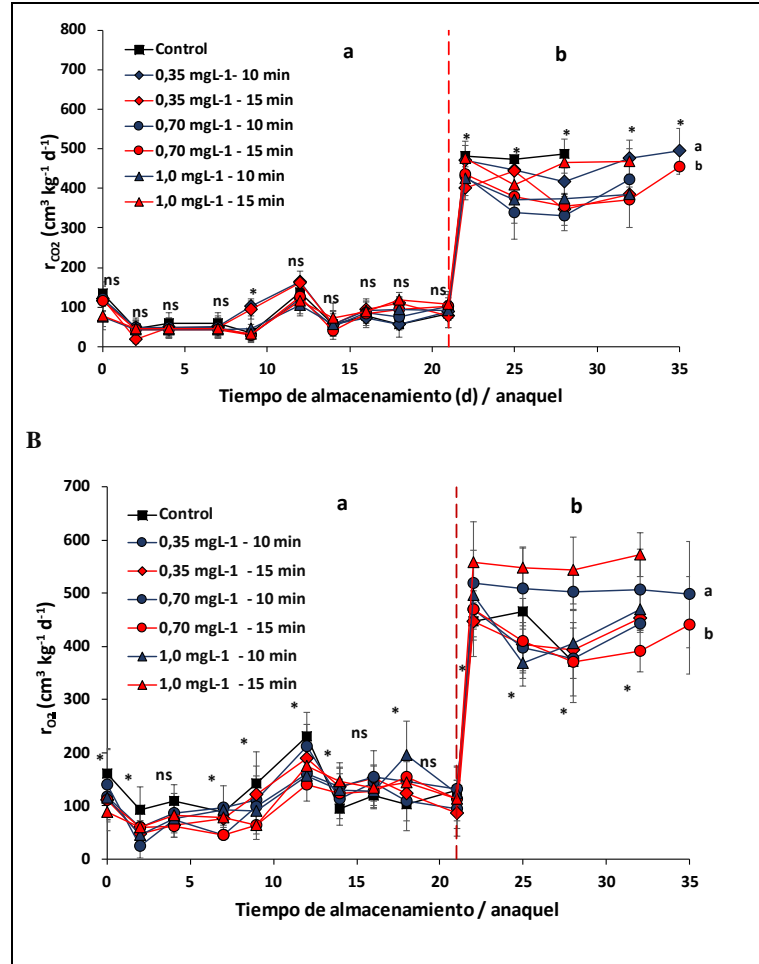 a
b
Control
0,35 mgL-1- 10 min
0,35 mgL-1 - 15 min
0,70 mgL-1 - 10 min
0,70 mgL-1 - 15 min
1,0 mgL-1 - 10 min
1,0 mgL-1 - 15 min
800
700
600
500
400
300
200
100
0
r CO2 (cm3 kg-1 d-1)
ns
ns
ns
ns
*
ns
ns
ns
ns
ns
*
*
*
*
*
a
b
0
5
10
15
20
25
30
35
Tiempo de almacenamiento (d) / anaquel
B
a
b
Control
0,35 mgL-1 - 10 min
0,35 mgL-1 - 15 min
0,70 mgL-1 - 10 min
0,70 mgL-1 - 15 min
1,0 mgL-1 - 10 min
1,0 mgL-1 - 15 min
700
600
500
400
300
200
100
0
(cm3 kg-1 d-1)
*
*
ns
*
*
*
*
ns
*
ns
*
*
*
*
a
b
0
5
10
15
20
25
30
35
Tiempo de almacenamiento / anaquel